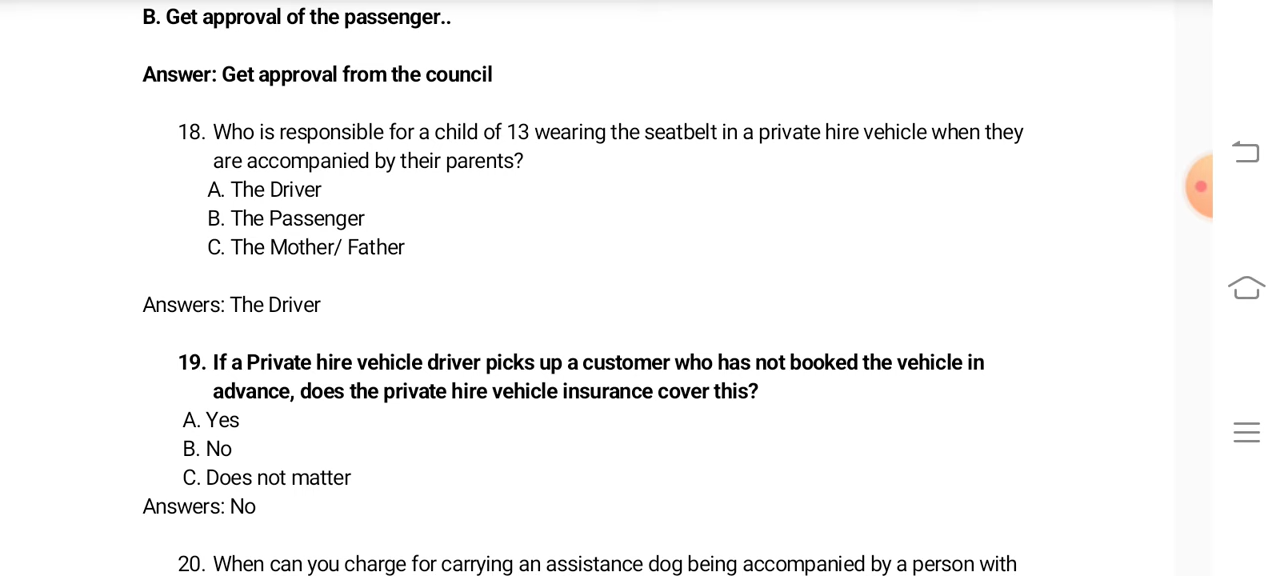 B. Get approval of the passenger..
Answer: Get approval from the council
18. Who is responsible for a child of 13 wearing the seatbelt in a private hire vehicle when they
are accompanied by their parents?
A. The Driver
B. The Passenger
C. The Mother/ Father
Answers: The Driver
19. If a Private hire vehicle driver picks up a customer who has not booked the vehicle in
advance, does the private hire vehicle insurance cover this?
A. Yes
B. No
C. Does not matter
Answers: No
20. When can you charge for carrying an assistance dog being accompanied by a person with